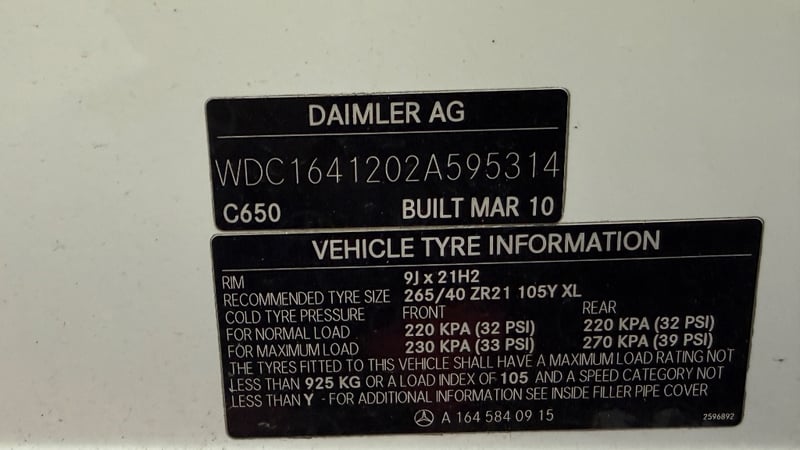 DAIMLER AG
WDC1641202A595314
C650 BUILT MAR 10
VEHICLE TYRE INFORMATION
RIM 9J x 21H2
RECOMMENDED TYRE SIZE 265/40 ZR21 105Y XL
COLD TYRE PRESSURE FRONT REAR
FOR NORMAL LOAD 220 KPA (32 PSI) 220 KPA (32 PSI)
FOR MAXIMUM LOAD 230 KPA (33 PSI) 270 KPA (39 PSI)
THE TYRES FITTED TO THIS VEHICLE SHALL HAVE A MAXIMUM LOAD RATING NOT
LESS THAN 925 KG OR A LOAD INDEX OF 105 AND A SPEED CATEGORY NOT
LESS THAN Y - FOR ADDITIONAL INFORMATION SEE INSIDE FILLER PIPE COVER
A 164 584 09 15 2596892